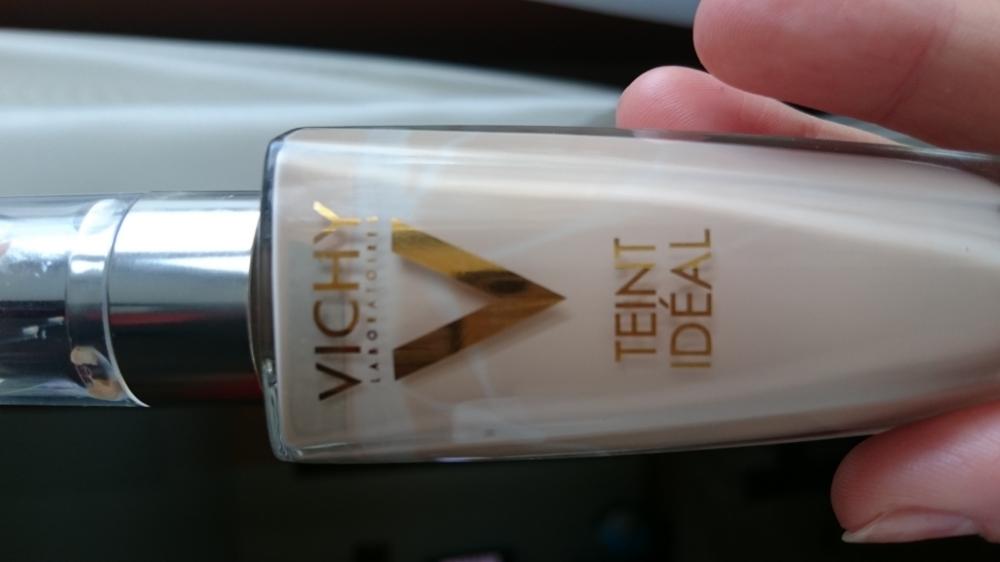 VICHY
LABORATOIRES
TEINT
IDÉAL